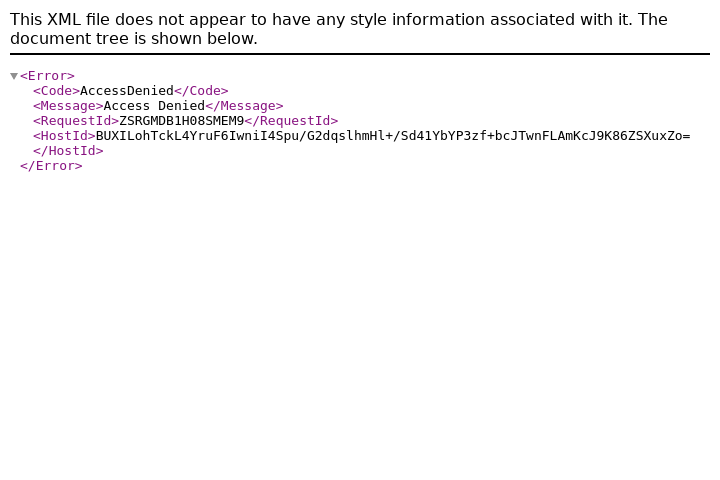 This XML file does not appear to have any style information associated with it. The
document tree is shown below.
<Error>
<Code>AccessDenied</Code>
<Message>Access Denied</Message>
<RequestId>ZSRGMDB1H08SMEM9</RequestId>
<HostId>BUXILohTckL4YruF6IwniI4Spu/G2dqslhmHl+/Sd41YbYP3zf+bcJTwnFLAmKcJ9K86ZSXuxZo=
</HostId>
</Error>